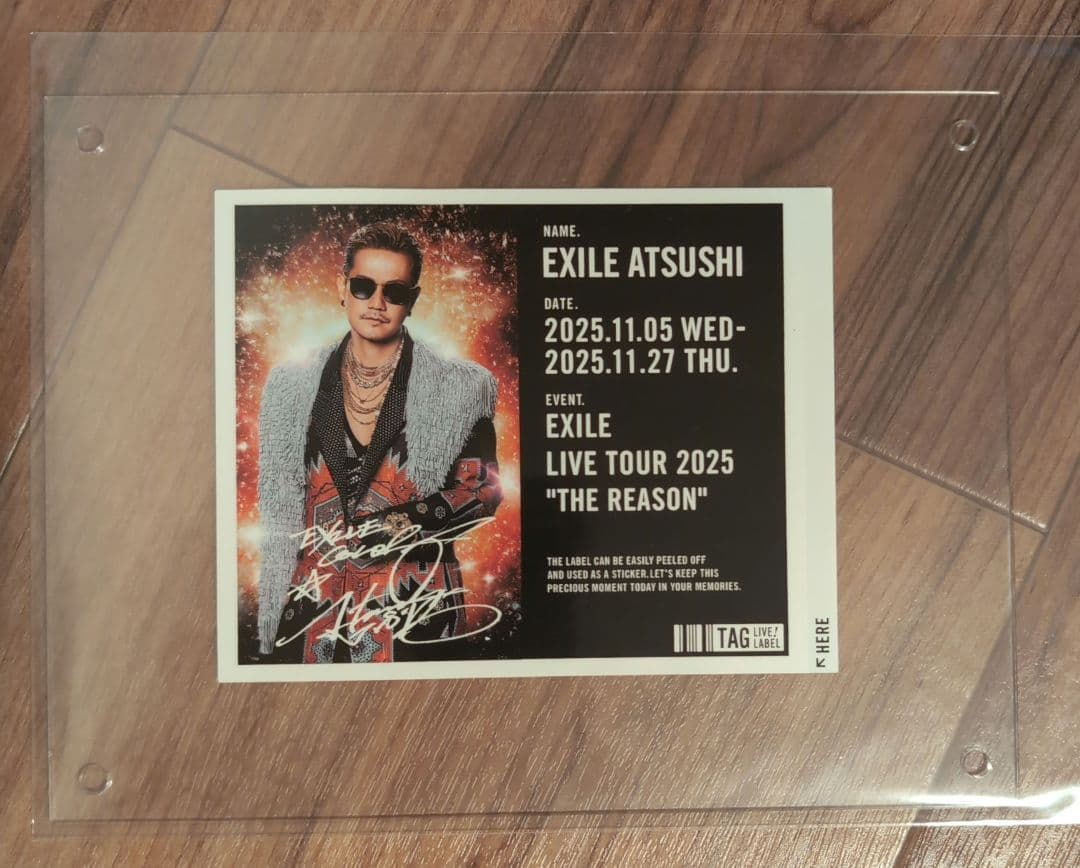 NAME.
EXILE ATSUSHI
DATE.
2025.11.05 WED-
2025.11.27 THU.
EVENT.
EXILE
LIVE TOUR 2025
"THE REASON"
THE LABEL CAN BE EASILY PEELED OFF
AND USED AS A STICKER.LET'S KEEP THIS
PRECIOUS MOMENT TODAY IN YOUR MEMORIES.
TAG LIVE! LABEL
↖HERE
EXILE